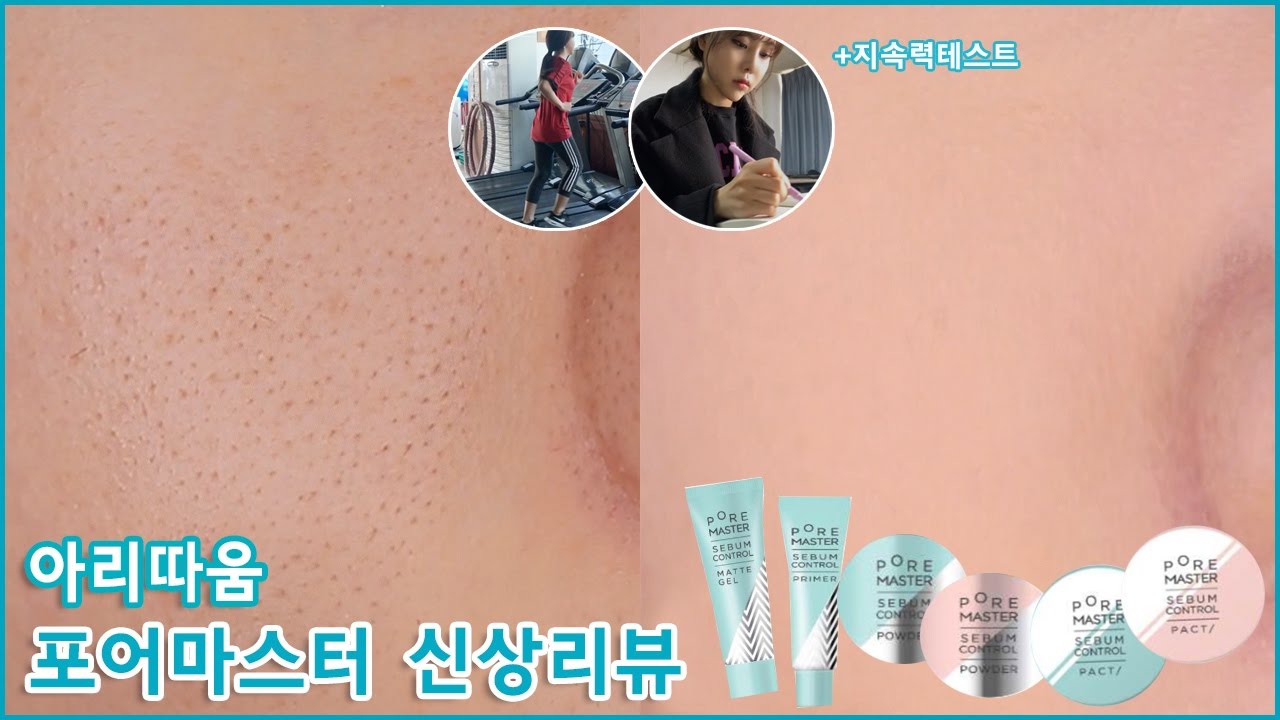 +지속력테스트
아리따움
포어마스터 신상리뷰
PORE
MASTER
SEBUM
CONTROL
MATTE
GEL
PORE
MASTER
SEBUM
CONTROL
PRIMER
PORE
MASTER
SEBUM
CONTROL
POWDER
PORE
MASTER
SEBUM
CONTROL
POWDER
PORE
MASTER
SEBUM
CONTROL
PACT/
PORE
MASTER
SEBUM
CONTROL
PACT/